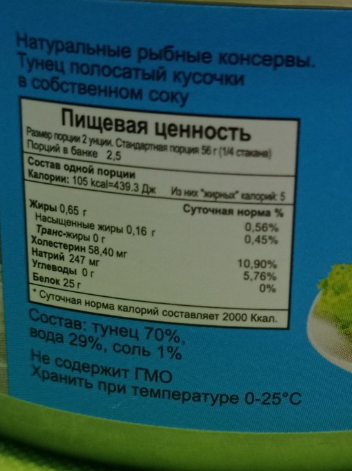 Натуральные рыбные консервы.
Тунец полосатый кусочки
в собственном соку
Пищевая ценность
Размер порции 2 унции. Стандартная порция 56 г (1/4 стакана)
Порций в банке 2,5
Состав одной порции
Калории: 105 kcal=439.3 Дж Из них "жирных" калорий: 5
Суточная норма %
Жиры 0,65 г 0,56%
Насыщенные жиры 0,16 г 0,45%
Транс-жиры 0 г
Холестерин 58,40 мг 10,90%
Натрий 247 мг 5,76%
Углеводы 0 г 0%
Белок 25 г
* Суточная норма калорий составляет 2000 Ккал.
Состав: тунец 70%,
вода 29%, соль 1%
Не содержит ГМО
Хранить при температуре 0-25°C